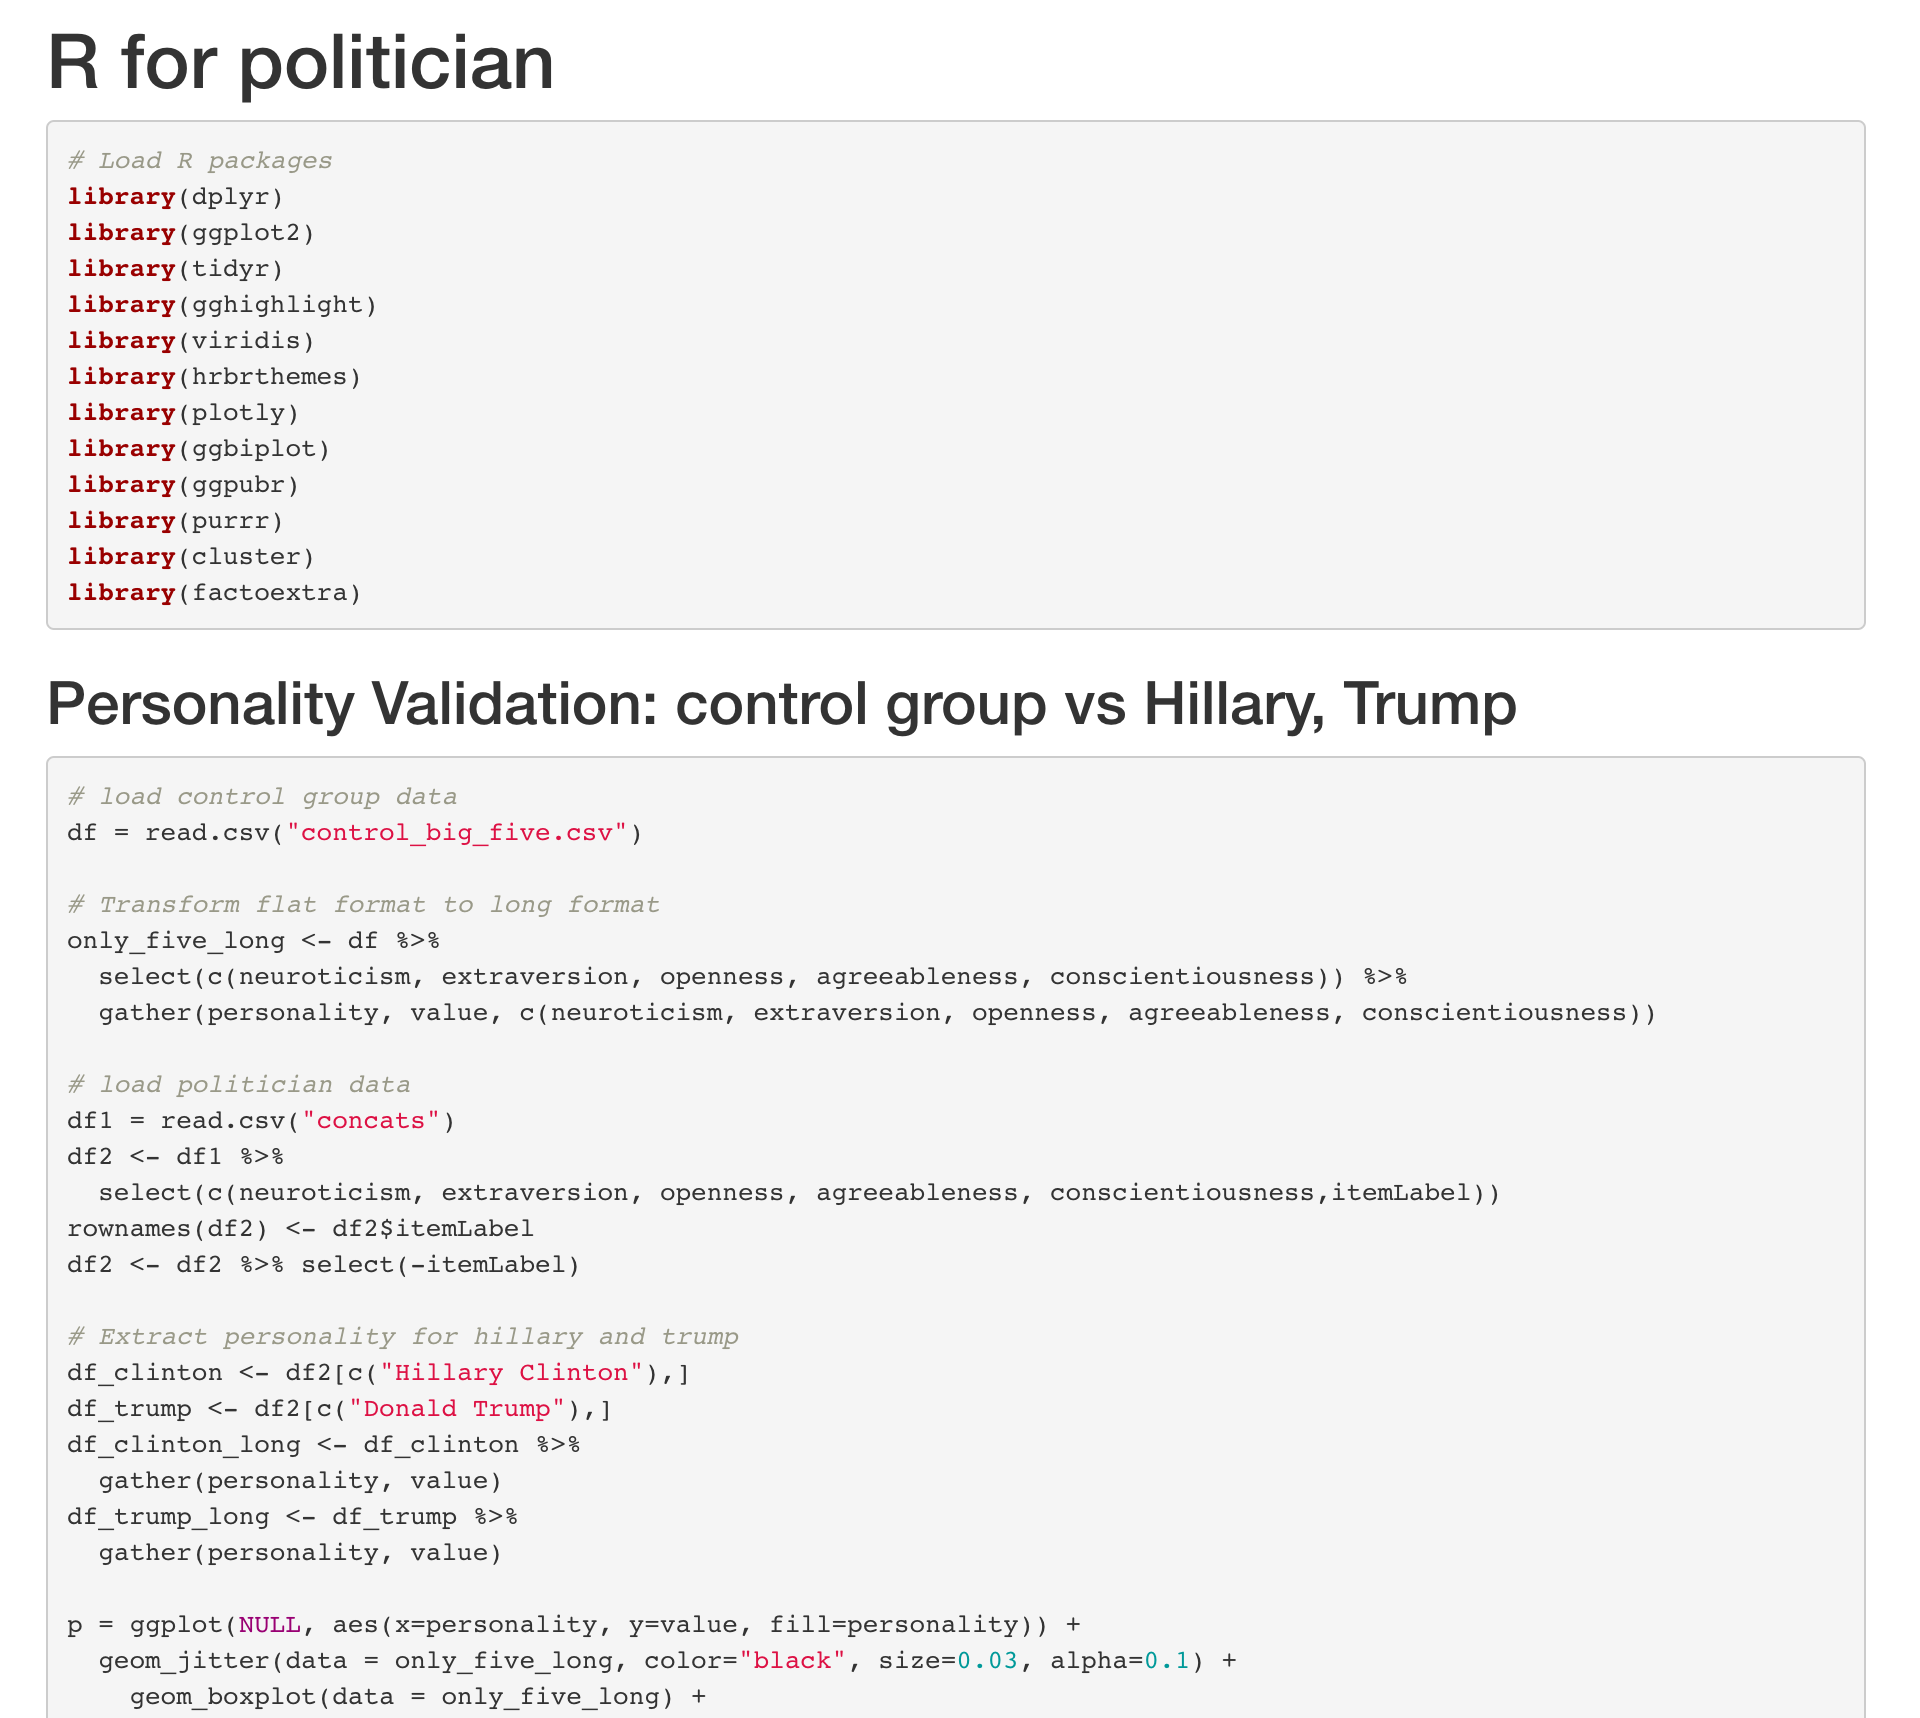 R for politician
# Load R packages
library(dplyr)
library(ggplot2)
library(tidyr)
library(gghighlight)
library(viridis)
library(hrbrthemes)
library(plotly)
library(ggbiplot)
library(ggpubr)
library(purrr)
library(cluster)
library(factoextra)
Personality Validation: control group vs Hillary, Trump
# load control group data
df = read.csv("control_big_five.csv")
# Transform flat format to long format
only_five_long <- df %>%
  select(c(neuroticism, extraversion, openness, agreeableness, conscientiousness)) %>%
  gather(personality, value, c(neuroticism, extraversion, openness, agreeableness, conscientiousness))
# load politician data
df1 = read.csv("concats")
df2 <- df1 %>%
  select(c(neuroticism, extraversion, openness, agreeableness, conscientiousness,itemLabel))
rownames(df2) <- df2$itemLabel
df2 <- df2 %>% select(-itemLabel)
# Extract personality for hillary and trump
df_clinton <- df2[c("Hillary Clinton"),]
df_trump <- df2[c("Donald Trump"),]
df_clinton_long <- df_clinton %>%
  gather(personality, value)
df_trump_long <- df_trump %>%
  gather(personality, value)
p = ggplot(NULL, aes(x=personality, y=value, fill=personality)) +
  geom_jitter(data = only_five_long, color="black", size=0.03, alpha=0.1) +
    geom_boxplot(data = only_five_long) +